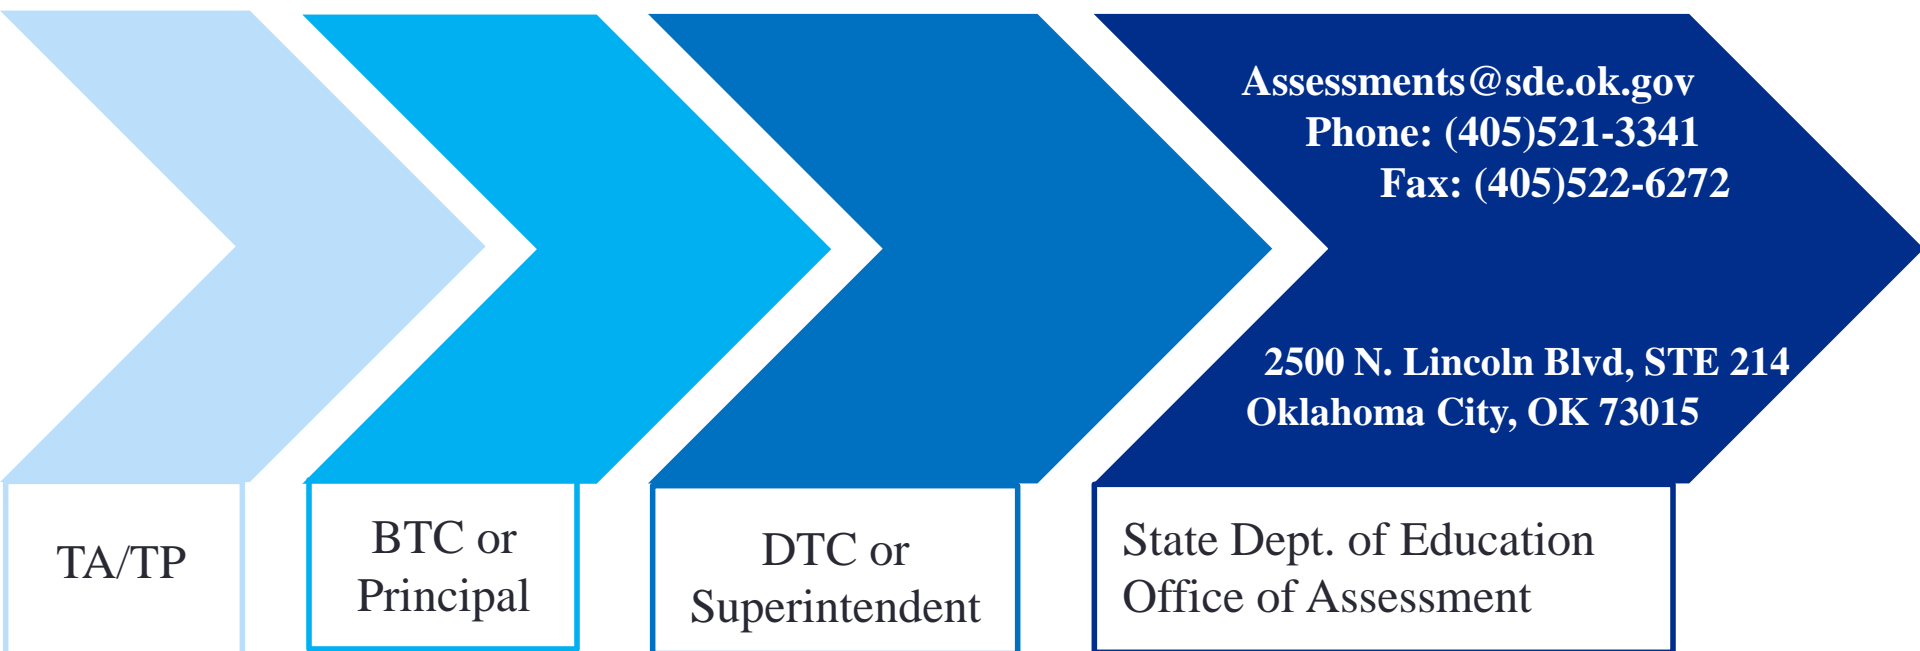 Assessments@sde.ok.gov
Phone: (405)521-3341
Fax: (405)522-6272
2500 N. Lincoln Blvd, STE 214
Oklahoma City, OK 73015
TA/TP
BTC or
Principal
DTC or
Superintendent
State Dept. of Education
Office of Assessment